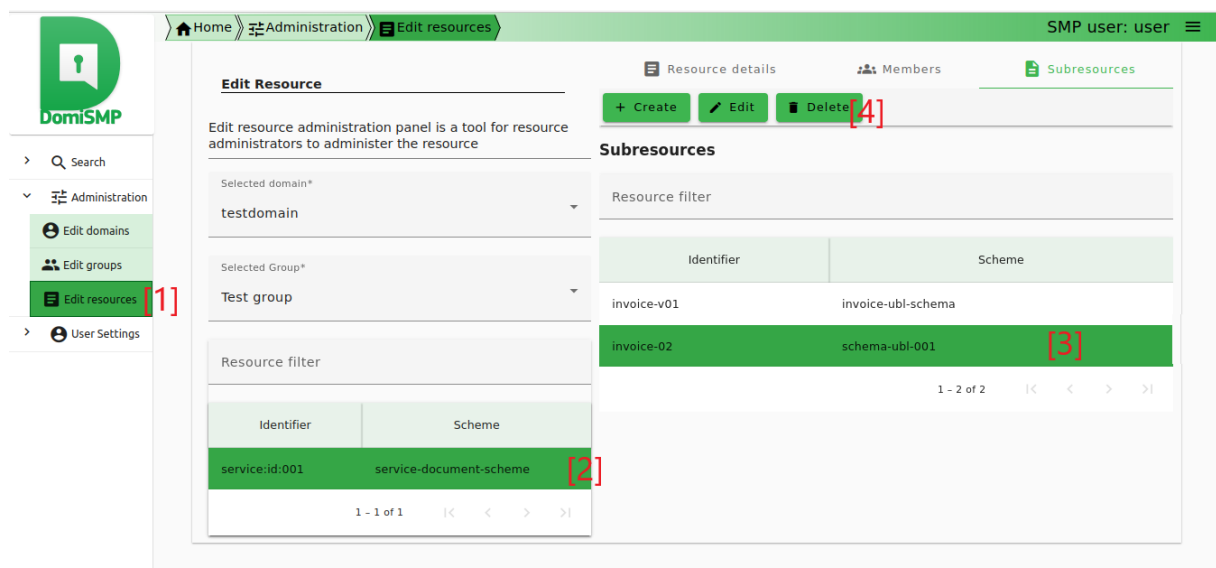 Home
Administration
Edit resources
SMP user: user
DomiSMP
Search
Administration
Edit domains
Edit groups
Edit resources [1]
User Settings
Edit Resource
Edit resource administration panel is a tool for resource
administrators to administer the resource
Selected domain*
testdomain
Selected Group*
Test group
Resource filter
Identifier Scheme
service:id:001 service-document-scheme [2]
1 – 1 of 1
Resource details Members Subresources
+ Create Edit Delete [4]
Subresources
Resource filter
Identifier Scheme
invoice-v01 invoice-ubl-schema
invoice-02 schema-ubl-001 [3]
1 – 2 of 2